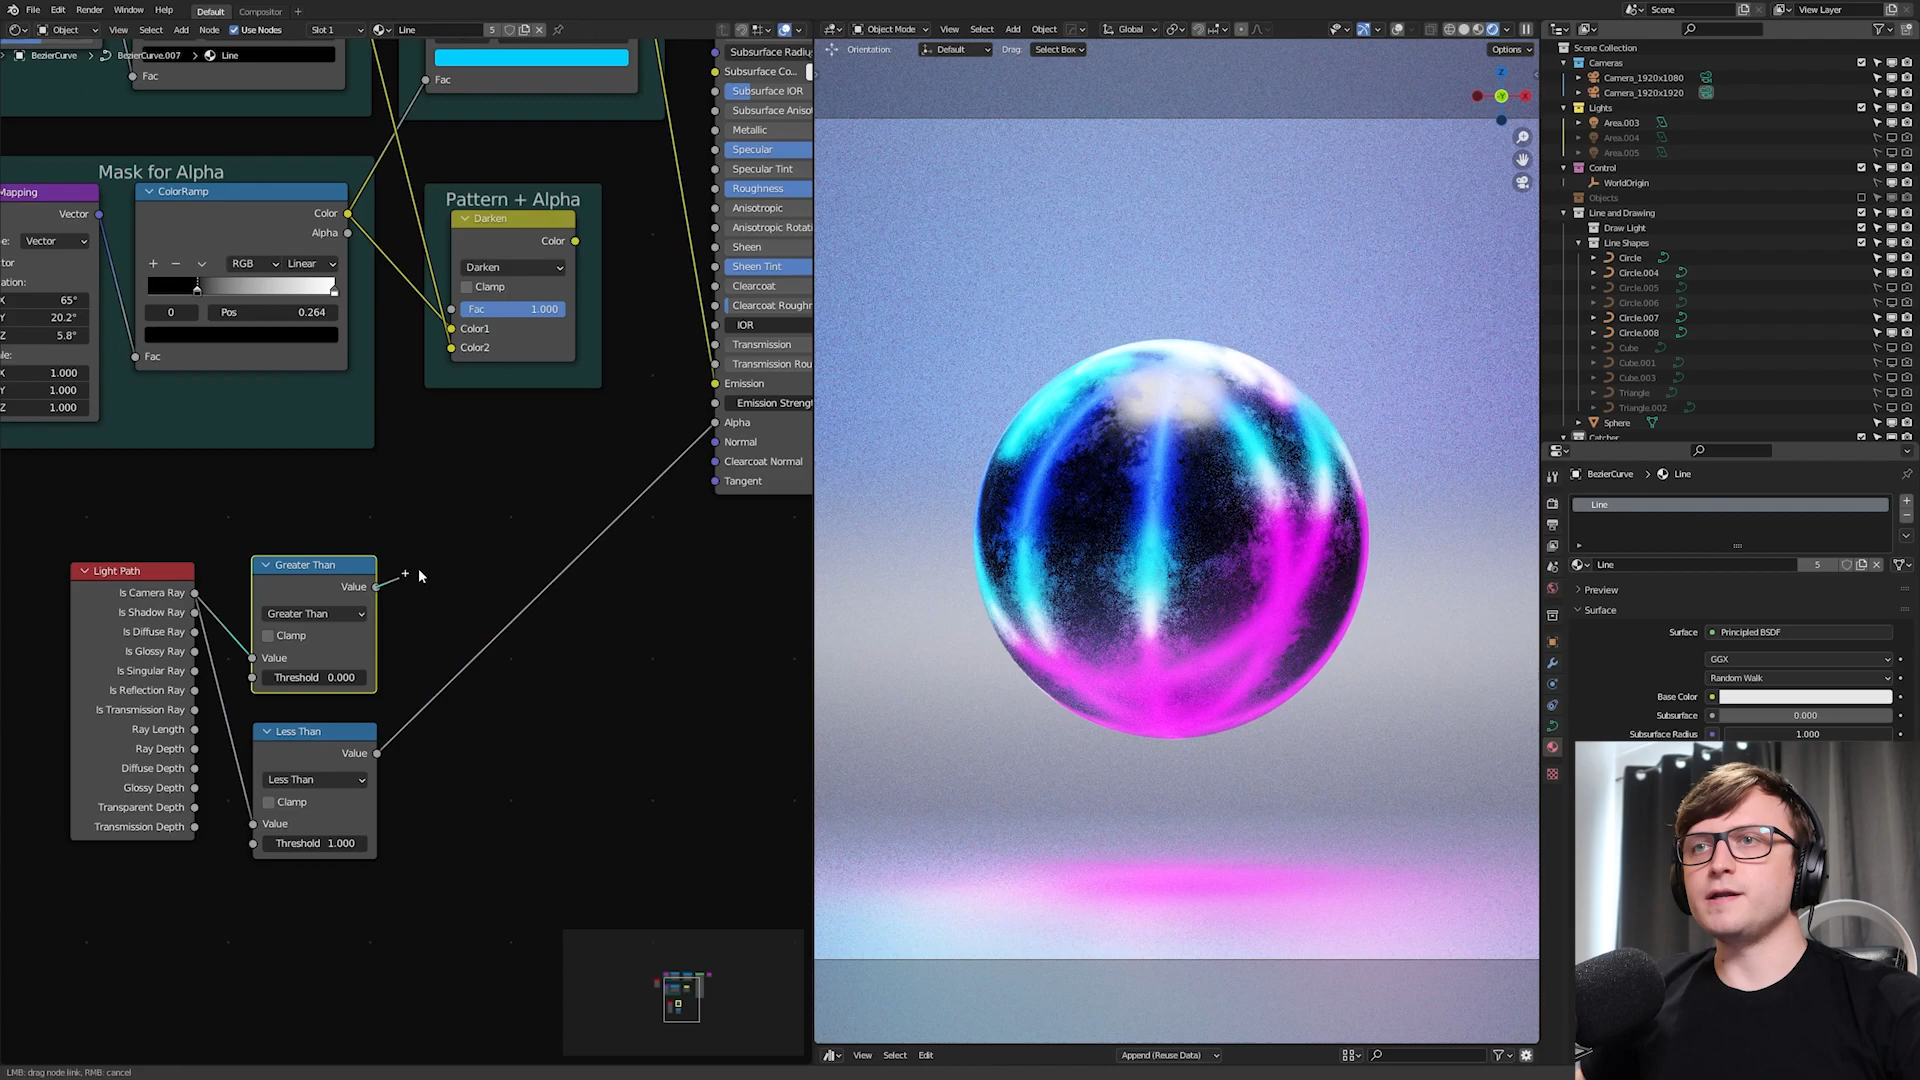 File Edit Render Window Help Default Compositor + Scene View Layer
Object View Select Add Node Use Nodes Slot 1 Line 5
BezierCurve > BezierCurve.007 > Line
Fac
Fac
Mask for Alpha
Mapping
Vector
Vector
X 65°
Y 20.2°
Z 5.8°
X 1.000
Y 1.000
Z 1.000
ColorRamp
Color
Alpha
+ − RGB Linear
0 Pos 0.264
Fac
Pattern + Alpha
Darken
Color
Darken
Clamp
Fac 1.000
Color1
Color2
Subsurface Radiu
Subsurface Co...
Subsurface IOR
Subsurface Aniso
Metallic
Specular
Specular Tint
Roughness
Anisotropic
Anisotropic Rotati
Sheen
Sheen Tint
Clearcoat
Clearcoat Roughr
IOR
Transmission
Transmission Rou
Emission
Emission Strengt
Alpha
Normal
Clearcoat Normal
Tangent
Light Path
Is Camera Ray
Is Shadow Ray
Is Diffuse Ray
Is Glossy Ray
Is Singular Ray
Is Reflection Ray
Is Transmission Ray
Ray Length
Ray Depth
Diffuse Depth
Glossy Depth
Transparent Depth
Transmission Depth
Greater Than
Value
Greater Than
Clamp
Value
Threshold 0.000
Less Than
Value
Less Than
Clamp
Value
Threshold 1.000
LMB: drag node link, RMB: cancel
Object Mode View Select Add Object Global
Orientation: Default Drag: Select Box Options
Z
Y
X
View Select Edit Append (Reuse Data)
Scene Collection
Cameras
Camera_1920x1080
Camera_1920x1920
Lights
Area.003
Area.004
Area.005
Control
WorldOrigin
Objects
Line and Drawing
Draw Light
Line Shapes
Circle
Circle.004
Circle.005
Circle.006
Circle.007
Circle.008
Cube
Cube.001
Cube.003
Triangle
Triangle.002
Sphere
Catcher
BezierCurve > Line
Line
Line 5
Preview
Surface
Surface Principled BSDF
GGX
Random Walk
Base Color
Subsurface 0.000
Subsurface Radius 1.000